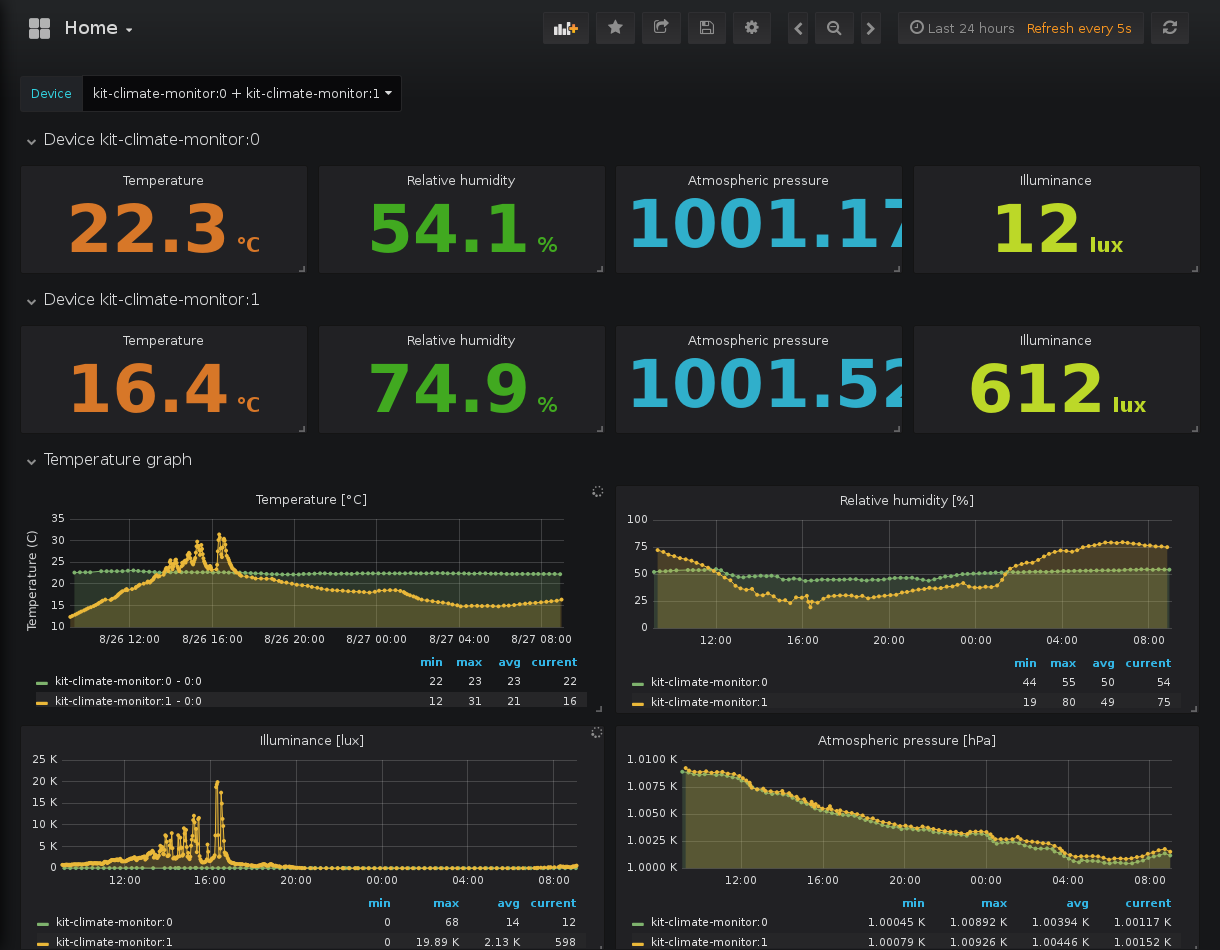 Home
Last 24 hours Refresh every 5s
Device kit-climate-monitor:0 + kit-climate-monitor:1
Device kit-climate-monitor:0
Temperature
22.3 °C
Relative humidity
54.1 %
Atmospheric pressure
1001.17
Illuminance
12 lux
Device kit-climate-monitor:1
Temperature
16.4 °C
Relative humidity
74.9 %
Atmospheric pressure
1001.52
Illuminance
612 lux
Temperature graph
Temperature [°C]
Temperature (C)
35
30
25
20
15
10
8/26 12:00 8/26 16:00 8/26 20:00 8/27 00:00 8/27 04:00 8/27 08:00
min max avg current
kit-climate-monitor:0 - 0:0 22 23 23 22
kit-climate-monitor:1 - 0:0 12 31 21 16
Relative humidity [%]
100
75
50
25
0
12:00 16:00 20:00 00:00 04:00 08:00
min max avg current
kit-climate-monitor:0 44 55 50 54
kit-climate-monitor:1 19 80 49 75
Illuminance [lux]
25 K
20 K
15 K
10 K
5 K
0
12:00 16:00 20:00 00:00 04:00 08:00
min max avg current
kit-climate-monitor:0 0 68 14 12
kit-climate-monitor:1 0 19.89 K 2.13 K 598
Atmospheric pressure [hPa]
1.0100 K
1.0075 K
1.0050 K
1.0025 K
1.0000 K
12:00 16:00 20:00 00:00 04:00 08:00
min max avg current
kit-climate-monitor:0 1.00045 K 1.00892 K 1.00394 K 1.00117 K
kit-climate-monitor:1 1.00079 K 1.00926 K 1.00446 K 1.00152 K